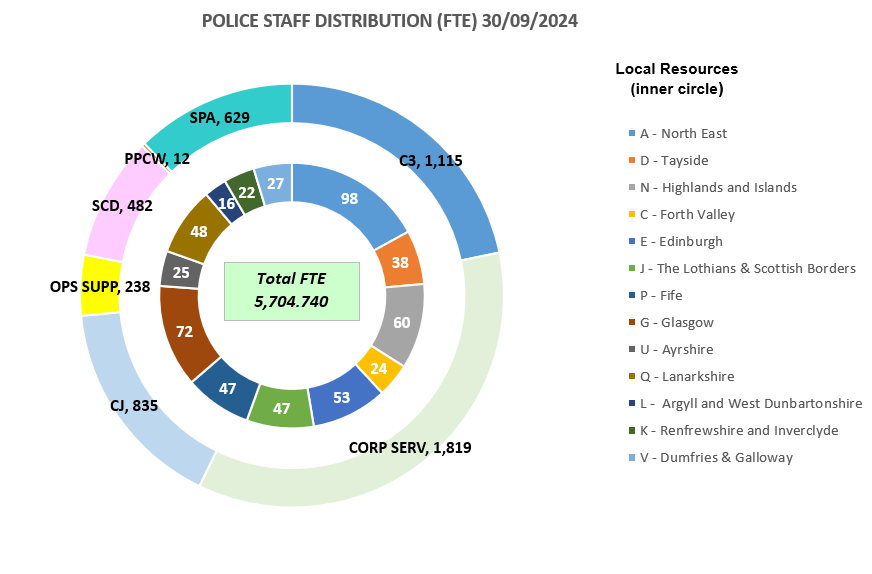 POLICE STAFF DISTRIBUTION (FTE) 30/09/2024
Local Resources
(inner circle)
SPA, 629
C3, 1,115
PPCW, 12
SCD, 482
OPS SUPP, 238
CJ, 835
CORP SERV, 1,819
98
38
60
24
53
47
47
72
25
48
16
22
27
Total FTE
5,704.740
A - North East
D - Tayside
N - Highlands and Islands
C - Forth Valley
E - Edinburgh
J - The Lothians & Scottish Borders
P - Fife
G - Glasgow
U - Ayrshire
Q - Lanarkshire
L -  Argyll and West Dunbartonshire
K - Renfrewshire and Inverclyde
V - Dumfries & Galloway